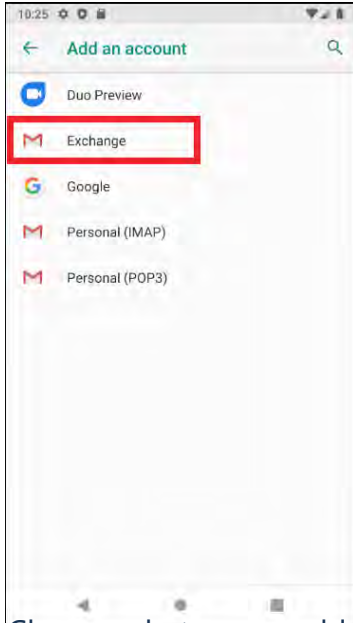 10:25
Add an account
Duo Preview
Exchange
Google
Personal (IMAP)
Personal (POP3)